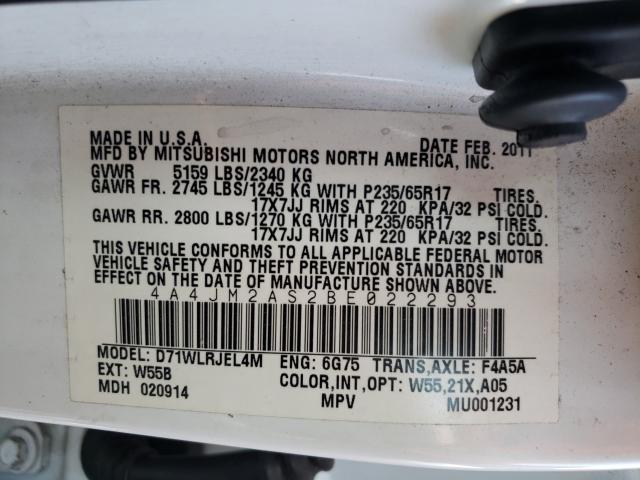 MADE IN U.S.A. DATE FEB. 2011
MFD BY MITSUBISHI MOTORS NORTH AMERICA, INC.
GVWR 5159 LBS/2340 KG
GAWR FR. 2745 LBS/1245 KG WITH P235/65R17 TIRES.
17X7JJ RIMS AT 220 KPA/32 PSI COLD.
GAWR RR. 2800 LBS/1270 KG WITH P235/65R17 TIRES.
17X7JJ RIMS AT 220 KPA/32 PSI COLD.
THIS VEHICLE CONFORMS TO ALL APPLICABLE FEDERAL MOTOR
VEHICLE SAFETY AND THEFT PREVENTION STANDARDS IN
EFFECT ON THE DATE OF MANUFACTURE SHOWN ABOVE.
4A4JM2AS2BE022293
MODEL: D71WLRJEL4M ENG: 6G75 TRANS,AXLE: F4A5A
EXT: W55B COLOR,INT,OPT: W55,21X,A05
MDH 020914 MPV MU001231